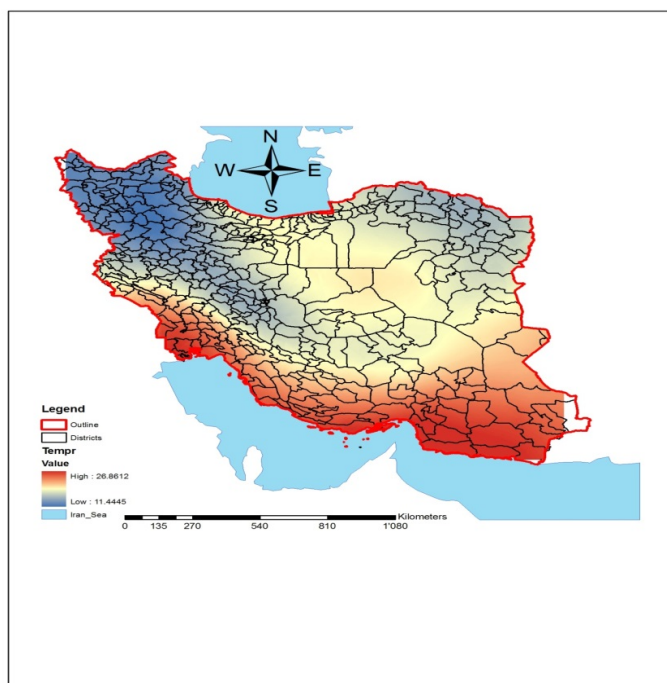 N
W E
S
Legend
Outline
Districts
Tempr
Value
High : 26.8612
Low : 11.4445
Iran_Sea
Kilometers
0 135 270 540 810 1'080